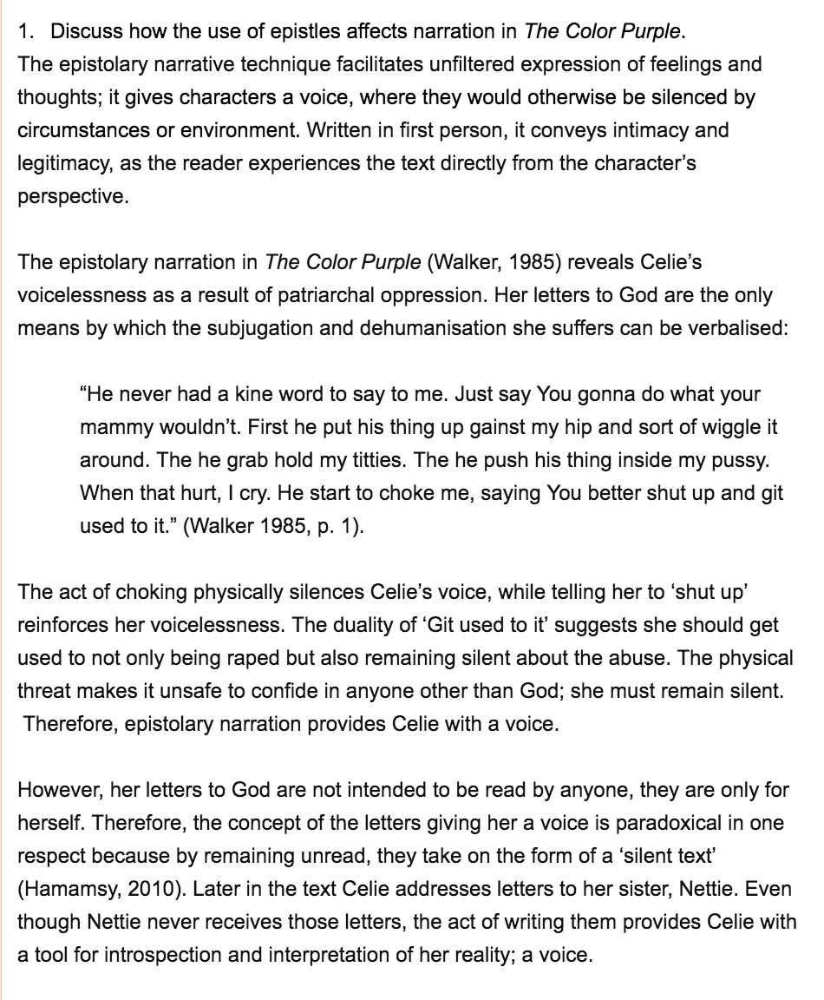 1. Discuss how the use of epistles affects narration in The Color Purple.
The epistolary narrative technique facilitates unfiltered expression of feelings and
thoughts; it gives characters a voice, where they would otherwise be silenced by
circumstances or environment. Written in first person, it conveys intimacy and
legitimacy, as the reader experiences the text directly from the character’s
perspective.
The epistolary narration in The Color Purple (Walker, 1985) reveals Celie’s
voicelessness as a result of patriarchal oppression. Her letters to God are the only
means by which the subjugation and dehumanisation she suffers can be verbalised:
“He never had a kine word to say to me. Just say You gonna do what your
mammy wouldn’t. First he put his thing up gainst my hip and sort of wiggle it
around. The he grab hold my titties. The he push his thing inside my pussy.
When that hurt, I cry. He start to choke me, saying You better shut up and git
used to it.” (Walker 1985, p. 1).
The act of choking physically silences Celie’s voice, while telling her to ‘shut up’
reinforces her voicelessness. The duality of ‘Git used to it’ suggests she should get
used to not only being raped but also remaining silent about the abuse. The physical
threat makes it unsafe to confide in anyone other than God; she must remain silent.
Therefore, epistolary narration provides Celie with a voice.
However, her letters to God are not intended to be read by anyone, they are only for
herself. Therefore, the concept of the letters giving her a voice is paradoxical in one
respect because by remaining unread, they take on the form of a ‘silent text’
(Hamamsy, 2010). Later in the text Celie addresses letters to her sister, Nettie. Even
though Nettie never receives those letters, the act of writing them provides Celie with
a tool for introspection and interpretation of her reality; a voice.